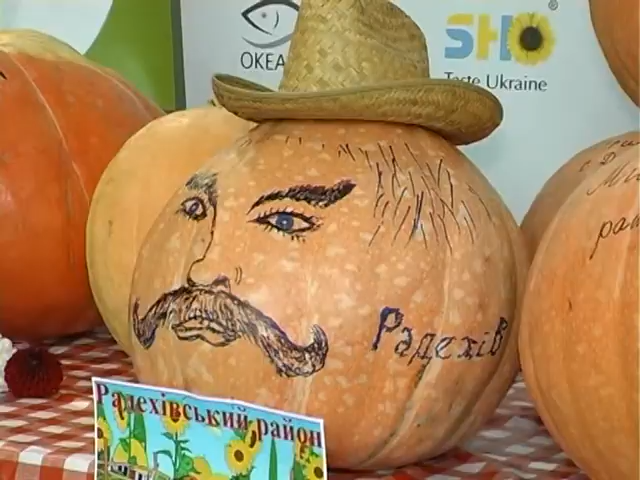 OKEA
SHO
®
Taste Ukraine
Радехів
Радехівський район